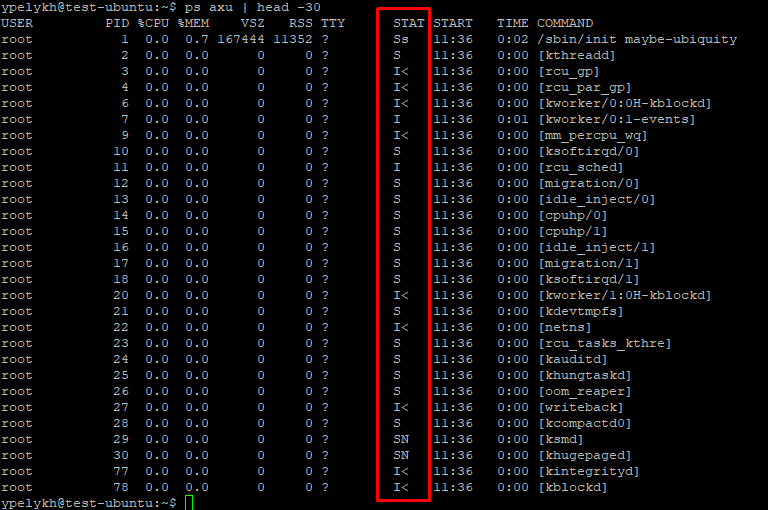 ypelykh@test-ubuntu:~$ ps axu | head -30
USER         PID %CPU %MEM    VSZ   RSS TTY      STAT START   TIME COMMAND
root           1  0.0  0.7 167444 11352 ?        Ss   11:36   0:02 /sbin/init maybe-ubiquity
root           2  0.0  0.0      0     0 ?        S    11:36   0:00 [kthreadd]
root           3  0.0  0.0      0     0 ?        I<   11:36   0:00 [rcu_gp]
root           4  0.0  0.0      0     0 ?        I<   11:36   0:00 [rcu_par_gp]
root           6  0.0  0.0      0     0 ?        I<   11:36   0:00 [kworker/0:0H-kblockd]
root           7  0.0  0.0      0     0 ?        I    11:36   0:01 [kworker/0:1-events]
root           9  0.0  0.0      0     0 ?        I<   11:36   0:00 [mm_percpu_wq]
root          10  0.0  0.0      0     0 ?        S    11:36   0:00 [ksoftirqd/0]
root          11  0.0  0.0      0     0 ?        I    11:36   0:00 [rcu_sched]
root          12  0.0  0.0      0     0 ?        S    11:36   0:00 [migration/0]
root          13  0.0  0.0      0     0 ?        S    11:36   0:00 [idle_inject/0]
root          14  0.0  0.0      0     0 ?        S    11:36   0:00 [cpuhp/0]
root          15  0.0  0.0      0     0 ?        S    11:36   0:00 [cpuhp/1]
root          16  0.0  0.0      0     0 ?        S    11:36   0:00 [idle_inject/1]
root          17  0.0  0.0      0     0 ?        S    11:36   0:00 [migration/1]
root          18  0.0  0.0      0     0 ?        S    11:36   0:00 [ksoftirqd/1]
root          20  0.0  0.0      0     0 ?        I<   11:36   0:00 [kworker/1:0H-kblockd]
root          21  0.0  0.0      0     0 ?        S    11:36   0:00 [kdevtmpfs]
root          22  0.0  0.0      0     0 ?        I<   11:36   0:00 [netns]
root          23  0.0  0.0      0     0 ?        S    11:36   0:00 [rcu_tasks_kthre]
root          24  0.0  0.0      0     0 ?        S    11:36   0:00 [kauditd]
root          25  0.0  0.0      0     0 ?        S    11:36   0:00 [khungtaskd]
root          26  0.0  0.0      0     0 ?        S    11:36   0:00 [oom_reaper]
root          27  0.0  0.0      0     0 ?        I<   11:36   0:00 [writeback]
root          28  0.0  0.0      0     0 ?        S    11:36   0:00 [kcompactd0]
root          29  0.0  0.0      0     0 ?        SN   11:36   0:00 [ksmd]
root          30  0.0  0.0      0     0 ?        SN   11:36   0:00 [khugepaged]
root          77  0.0  0.0      0     0 ?        I<   11:36   0:00 [kintegrityd]
root          78  0.0  0.0      0     0 ?        I<   11:36   0:00 [kblockd]
ypelykh@test-ubuntu:~$